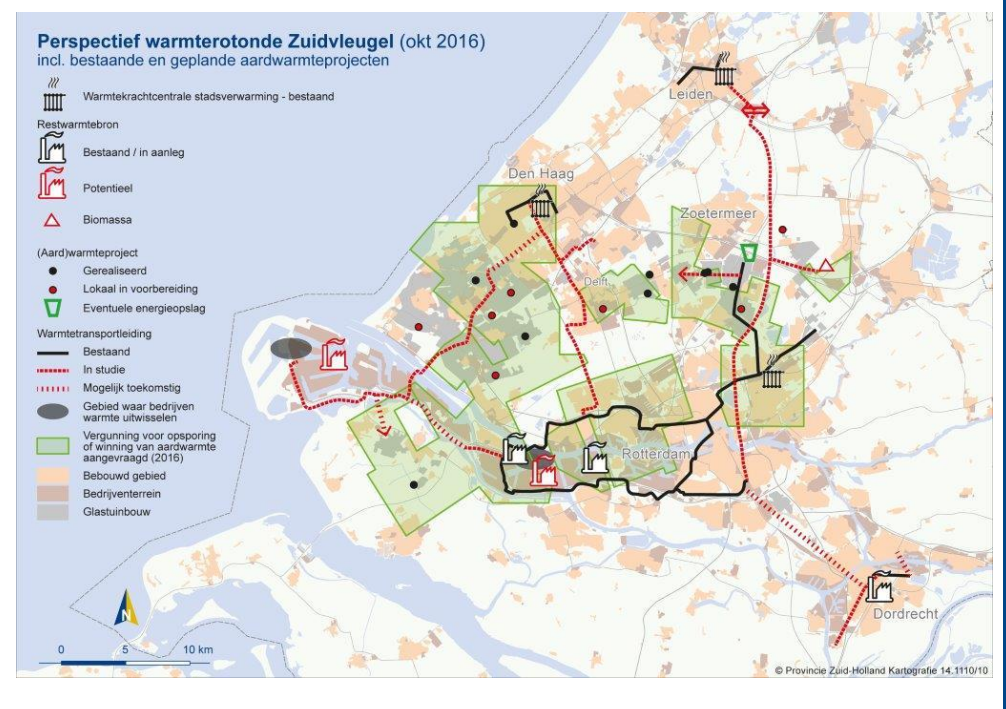 Perspectief warmterotonde Zuidvleugel (okt 2016)
incl. bestaande en geplande aardwarmteprojecten
Warmtekrachtcentrale stadsverwarming - bestaand
Restwarmtebron
Bestaand / in aanleg
Potentieel
Biomassa
(Aard)warmteproject
Gerealiseerd
Lokaal in voorbereiding
Eventuele energieopslag
Warmtetransportleiding
Bestaand
In studie
Mogelijk toekomstig
Gebied waar bedrijven
warmte uitwisselen
Vergunning voor opsporing
of winning van aardwarmte
aangevraagd (2016)
Bebouwd gebied
Bedrijventerrein
Glastuinbouw
N
0 5 10 km
Leiden
Den Haag
Zoetermeer
Delft
Rotterdam
Dordrecht
© Provincie Zuid-Holland Kartografie 14.1110/10